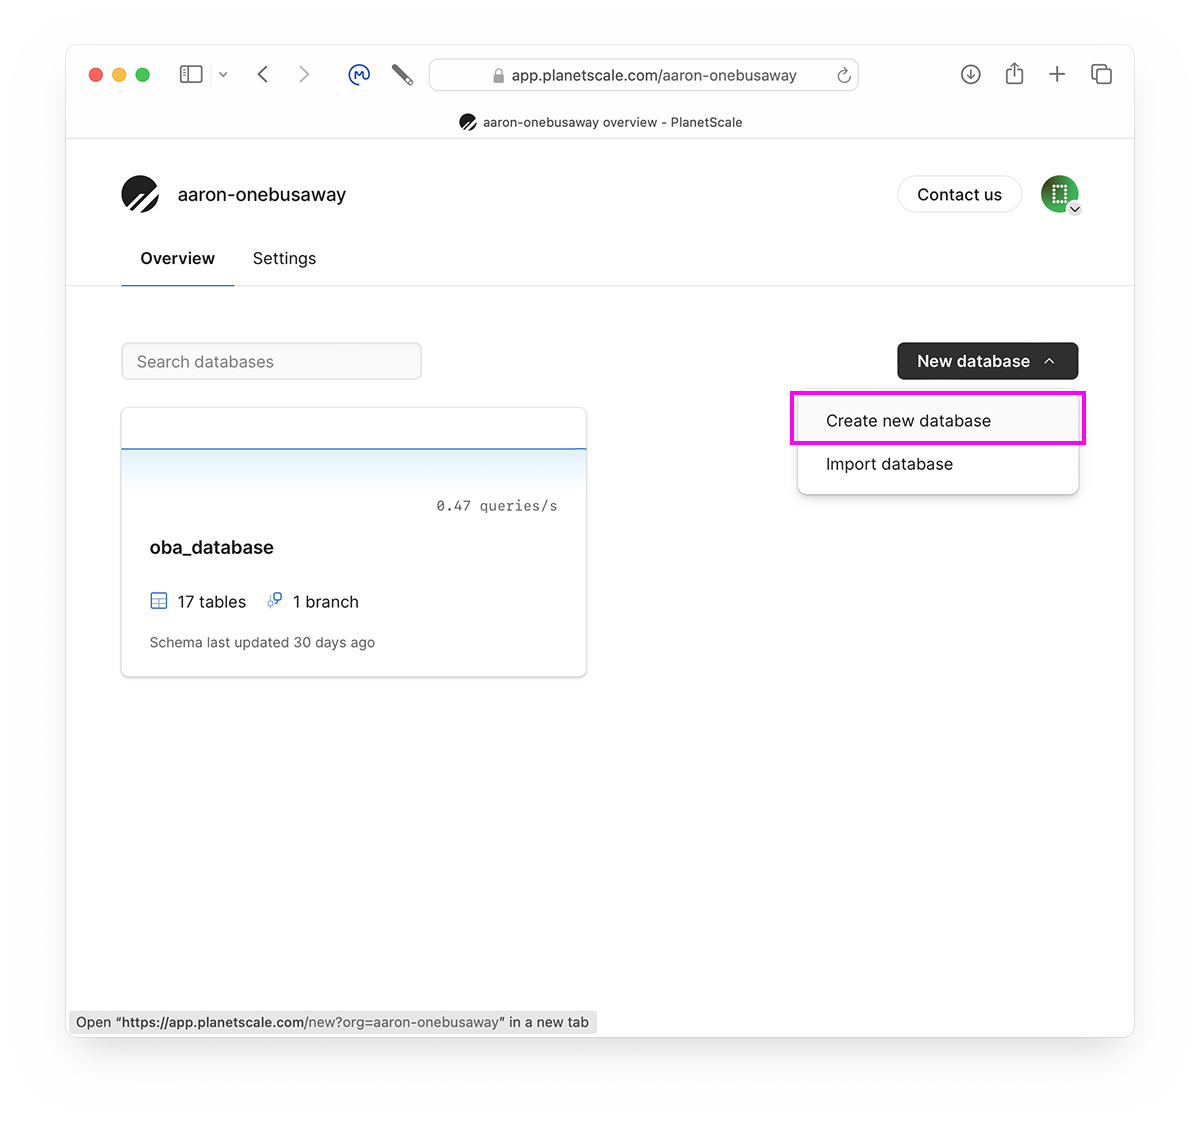 app.planetscale.com/aaron-onebusaway
aaron-onebusaway overview - PlanetScale
aaron-onebusaway
Contact us
Overview
Settings
Search databases
New database
Create new database
Import database
0.47 queries/s
oba_database
17 tables
1 branch
Schema last updated 30 days ago
Open “https://app.planetscale.com/new?org=aaron-onebusaway” in a new tab